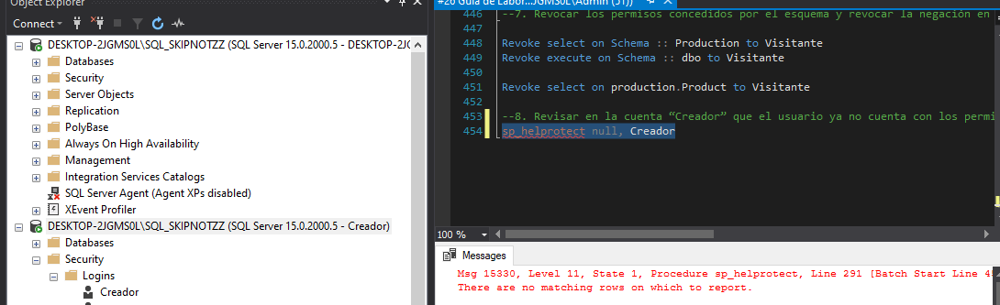 Object Explorer
Connect
DESKTOP-2JGMS0L\SQL_SKIPNOTZZ (SQL Server 15.0.2000.5 - DESKTOP-2JG
Databases
Security
Server Objects
Replication
PolyBase
Always On High Availability
Management
Integration Services Catalogs
SQL Server Agent (Agent XPs disabled)
XEvent Profiler
DESKTOP-2JGMS0L\SQL_SKIPNOTZZ (SQL Server 15.0.2000.5 - Creador)
Databases
Security
Logins
Creador
#20 Guia de Labor...JGMS0L\Admin (51))
446 --7. Revocar los permisos concedidos por el esquema y revocar la negación en
447
448 Revoke select on Schema :: Production to Visitante
449 Revoke execute on Schema :: dbo to Visitante
450
451 Revoke select on production.Product to Visitante
452
453 --8. Revisar en la cuenta “Creador” que el usuario ya no cuenta con los permi
454 sp_helprotect null, Creador
100 %
Messages
Msg 15330, Level 11, State 1, Procedure sp_helprotect, Line 291 [Batch Start Line 4
There are no matching rows on which to report.